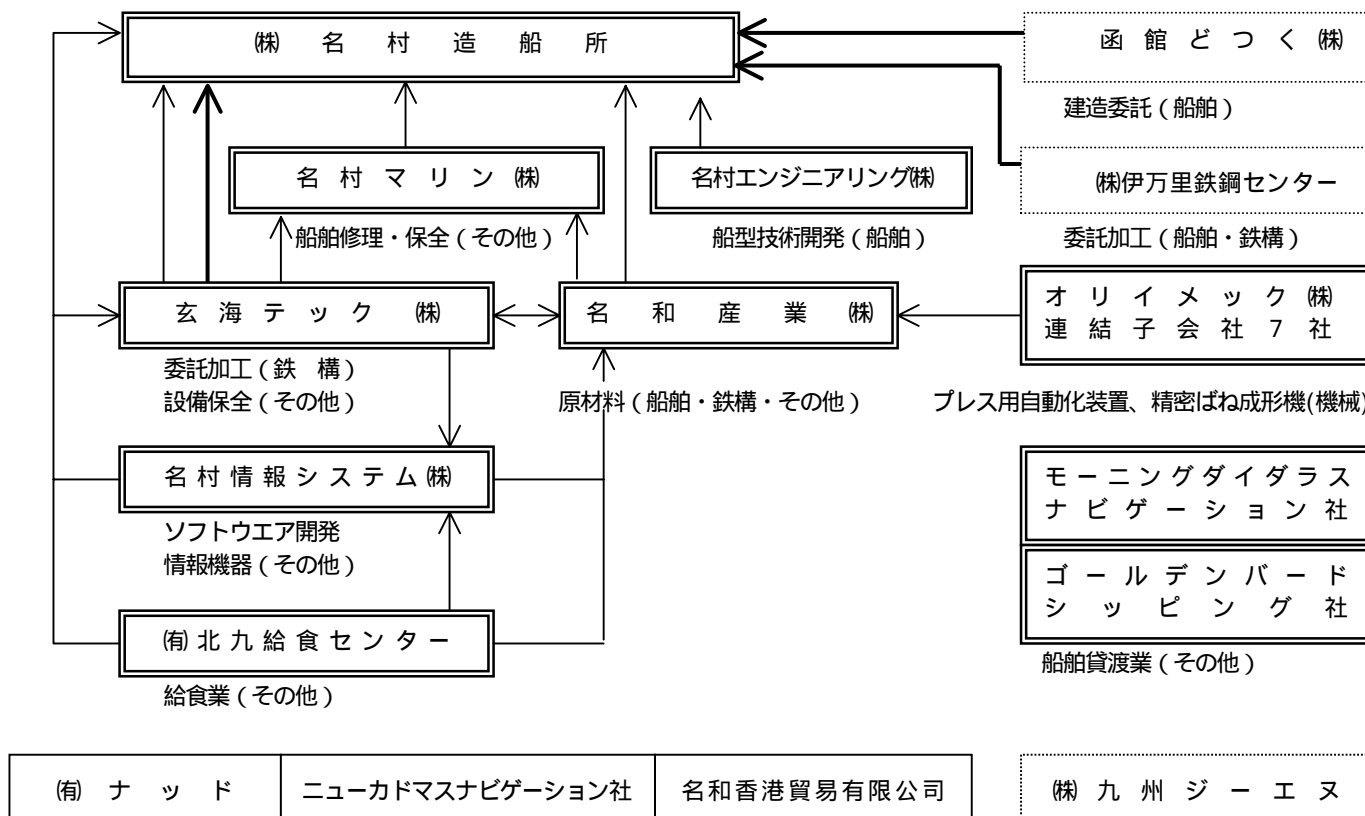 ㈱名村造船所
函館どつく㈱
建造委託(船舶)
名村マリン㈱
名村エンジニアリング㈱
㈱伊万里鉄鋼センター
船舶修理・保全(その他)
船型技術開発(船舶)
委託加工(船舶・鉄構)
玄海テック㈱
名和産業㈱
オリイメック㈱
連結子会社7社
委託加工(鉄 構)
設備保全(その他)
原材料(船舶・鉄構・その他)
プレス用自動化装置、精密ばね成形機(機械)
名村情報システム㈱
モーニングダイダラス
ナビゲーション社
ソフトウエア開発
情報機器(その他)
ゴールデンバード
シッピング社
㈲北九給食センター
船舶貸渡業(その他)
給食業(その他)
㈲ナッド
ニューカドマスナビゲーション社
名和香港貿易有限公司
㈱九州ジーエヌ